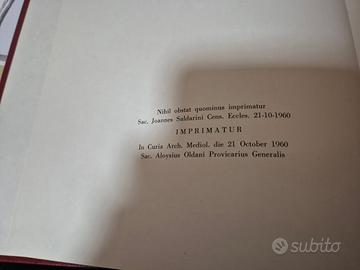 Nihil obstat quominus imprimatur
Sac. Joannes Saldarini Cens. Eccles. 21-10-1960
IMPRIMATUR
In Curia Arch. Mediol. die 21 October 1960
Sac. Aloysius Oldani Provicarius Generalis
subito